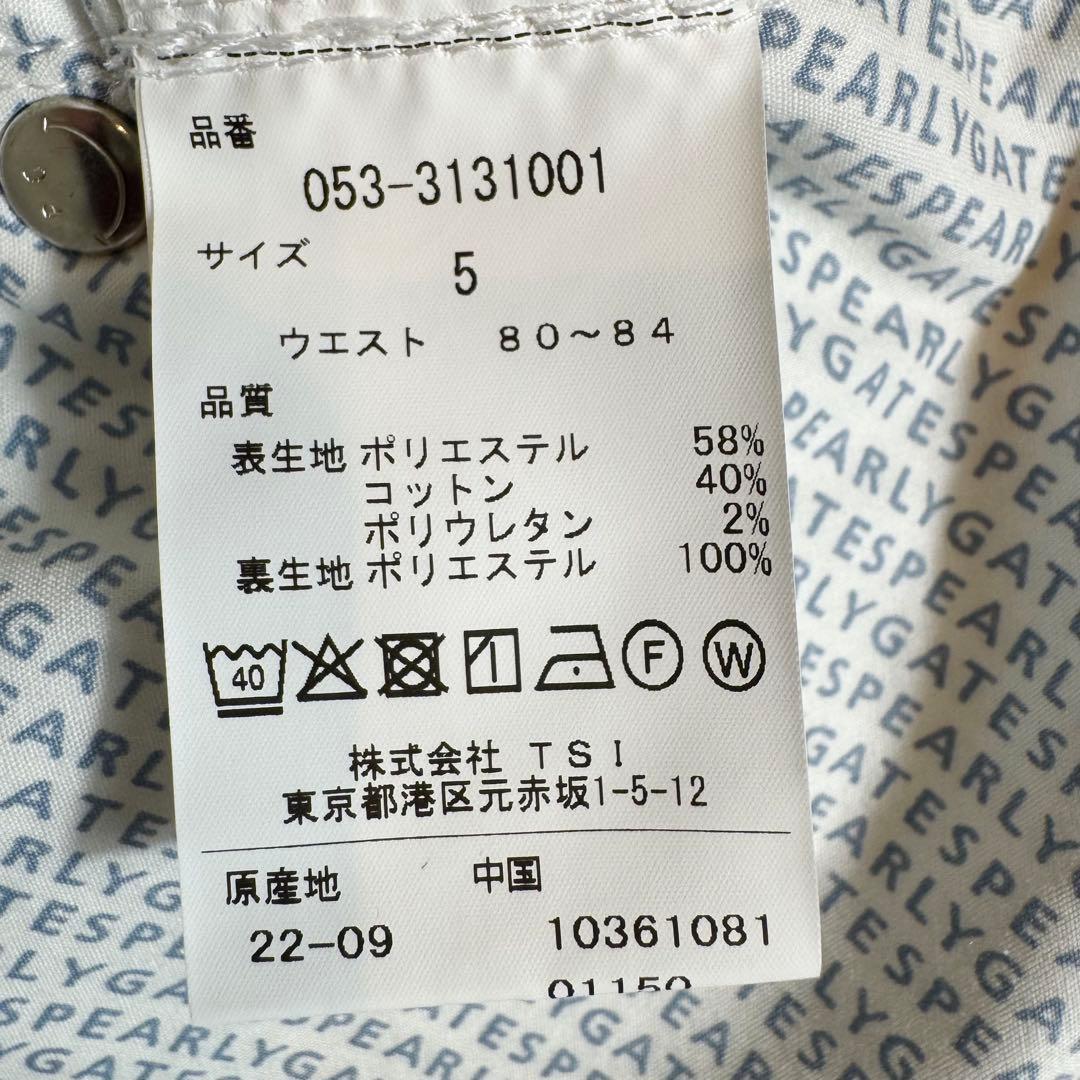 品番
053-3131001
サイズ 5
ウエスト 80〜84
品質
表生地 ポリエステル 58%
コットン 40%
ポリウレタン 2%
裏生地 ポリエステル 100%
40 F W
株式会社 TSI
東京都港区元赤坂1-5-12
原産地 中国
22-09 10361081
PEARLYGATES